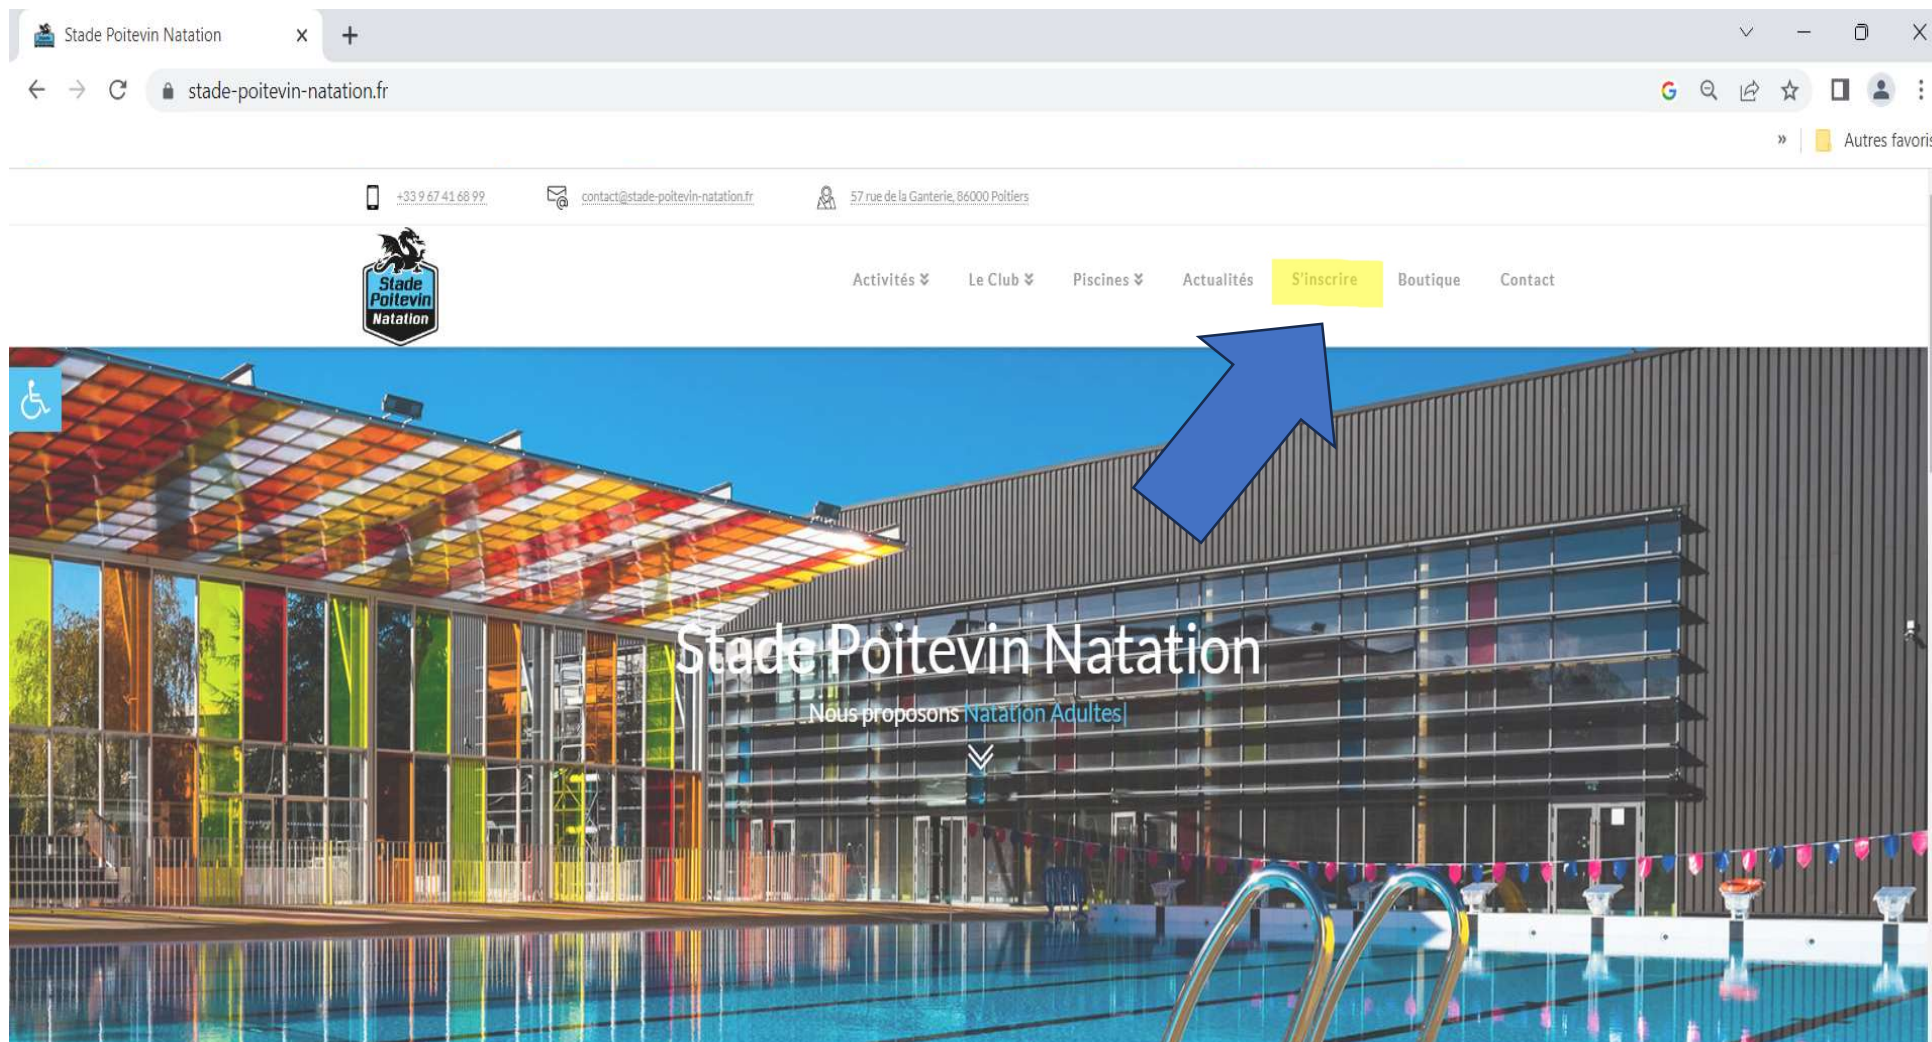 Stade Poitevin Natation
stade-poitevin-natation.fr
Autres favoris
+33 9 67 41 68 99
contact@stade-poitevin-natation.fr
57 rue de la Ganterie, 86000 Poitiers
Stade
Poitevin
Natation
Activités
Le Club
Piscines
Actualités
S'inscrire
Boutique
Contact
Stade Poitevin Natation
Nous proposons Natation Adultes|